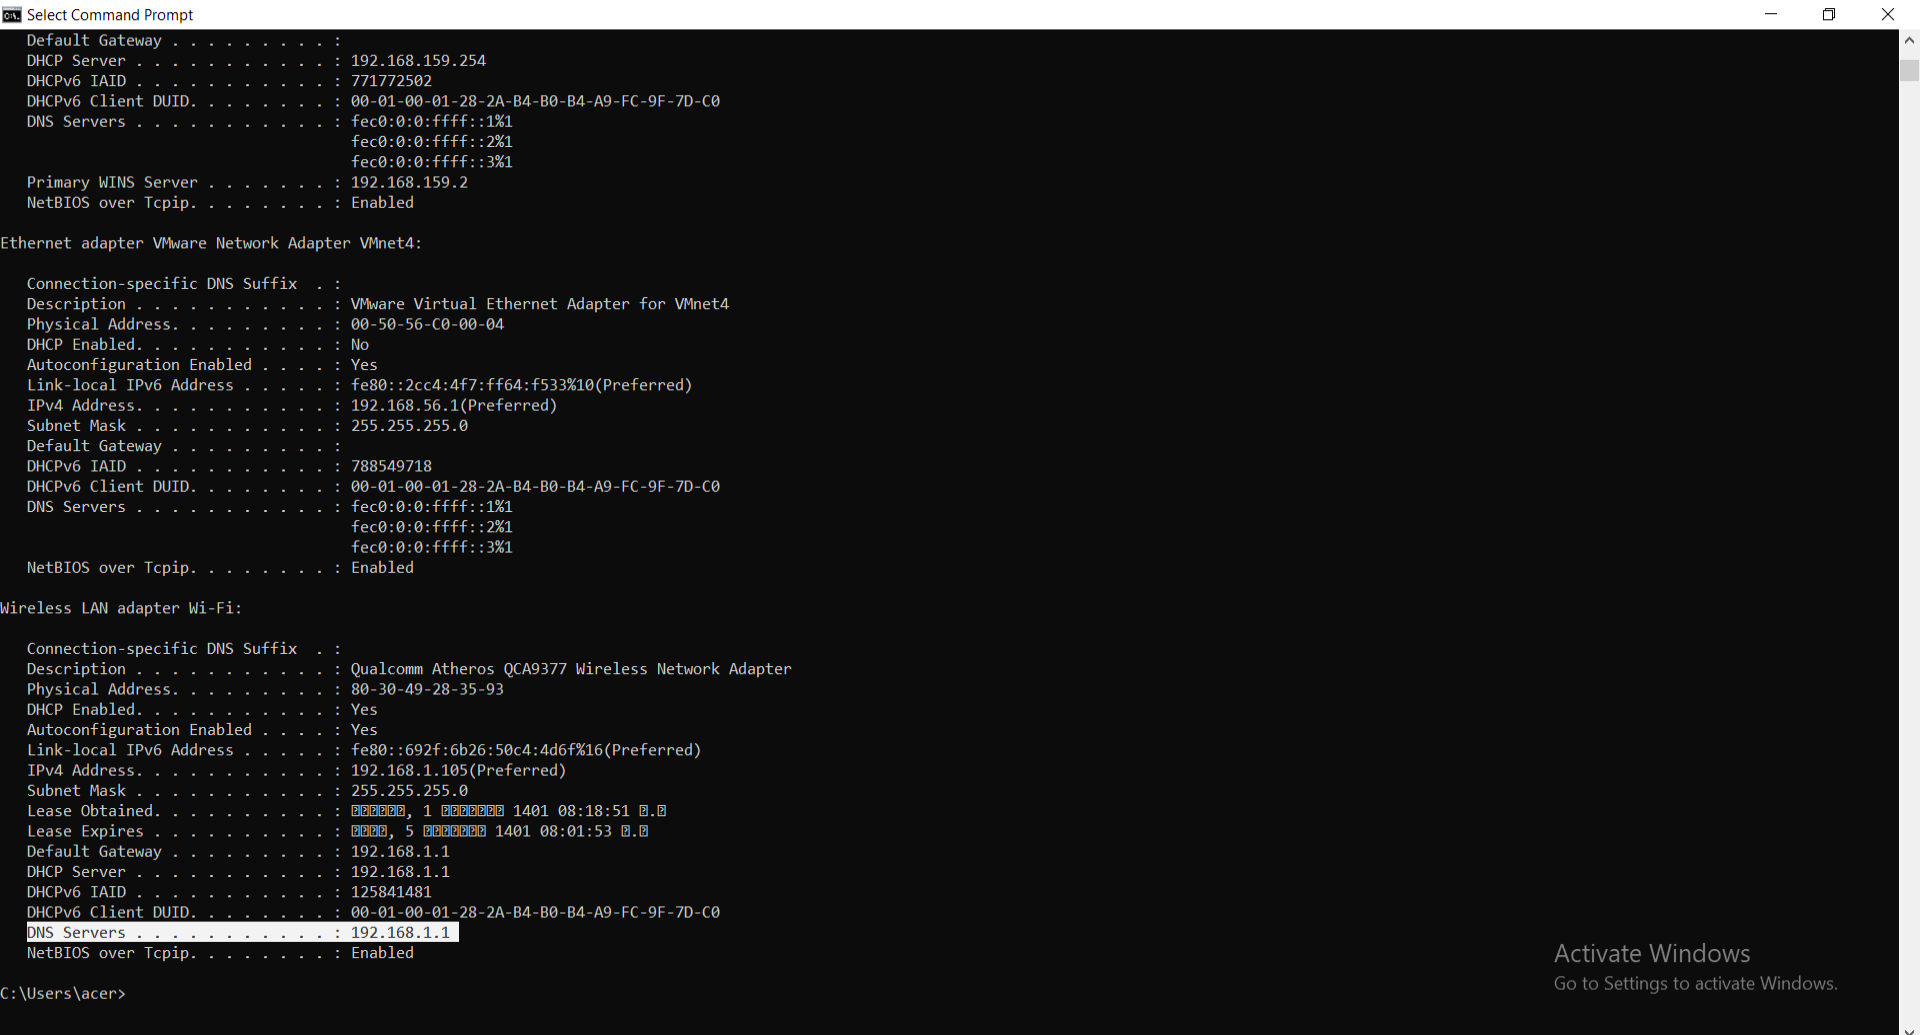 Select Command Prompt
Default Gateway . . . . . . . . . :
DHCP Server . . . . . . . . . . . : 192.168.159.254
DHCPv6 IAID . . . . . . . . . . . : 771772502
DHCPv6 Client DUID. . . . . . . . : 00-01-00-01-28-2A-B4-B0-B4-A9-FC-9F-7D-C0
DNS Servers . . . . . . . . . . . : fec0:0:0:ffff::1%1
fec0:0:0:ffff::2%1
fec0:0:0:ffff::3%1
Primary WINS Server . . . . . . . : 192.168.159.2
NetBIOS over Tcpip. . . . . . . . : Enabled
Ethernet adapter VMware Network Adapter VMnet4:
Connection-specific DNS Suffix  . :
Description . . . . . . . . . . . : VMware Virtual Ethernet Adapter for VMnet4
Physical Address. . . . . . . . . : 00-50-56-C0-00-04
DHCP Enabled. . . . . . . . . . . : No
Autoconfiguration Enabled . . . . : Yes
Link-local IPv6 Address . . . . . : fe80::2cc4:4f7:ff64:f533%10(Preferred)
IPv4 Address. . . . . . . . . . . : 192.168.56.1(Preferred)
Subnet Mask . . . . . . . . . . . : 255.255.255.0
Default Gateway . . . . . . . . . :
DHCPv6 IAID . . . . . . . . . . . : 788549718
DHCPv6 Client DUID. . . . . . . . : 00-01-00-01-28-2A-B4-B0-B4-A9-FC-9F-7D-C0
DNS Servers . . . . . . . . . . . : fec0:0:0:ffff::1%1
fec0:0:0:ffff::2%1
fec0:0:0:ffff::3%1
NetBIOS over Tcpip. . . . . . . . : Enabled
Wireless LAN adapter Wi-Fi:
Connection-specific DNS Suffix  . :
Description . . . . . . . . . . . : Qualcomm Atheros QCA9377 Wireless Network Adapter
Physical Address. . . . . . . . . : 80-30-49-28-35-93
DHCP Enabled. . . . . . . . . . . : Yes
Autoconfiguration Enabled . . . . : Yes
Link-local IPv6 Address . . . . . : fe80::692f:6b26:50c4:4d6f%16(Preferred)
IPv4 Address. . . . . . . . . . . : 192.168.1.105(Preferred)
Subnet Mask . . . . . . . . . . . : 255.255.255.0
Lease Obtained. . . . . . . . . . : , 1 1401 08:18:51 .
Lease Expires . . . . . . . . . . : , 5 1401 08:01:53 .
Default Gateway . . . . . . . . . : 192.168.1.1
DHCP Server . . . . . . . . . . . : 192.168.1.1
DHCPv6 IAID . . . . . . . . . . . : 125841481
DHCPv6 Client DUID. . . . . . . . : 00-01-00-01-28-2A-B4-B0-B4-A9-FC-9F-7D-C0
DNS Servers . . . . . . . . . . . : 192.168.1.1
NetBIOS over Tcpip. . . . . . . . : Enabled
Activate Windows
Go to Settings to activate Windows.
C:\Users\acer>